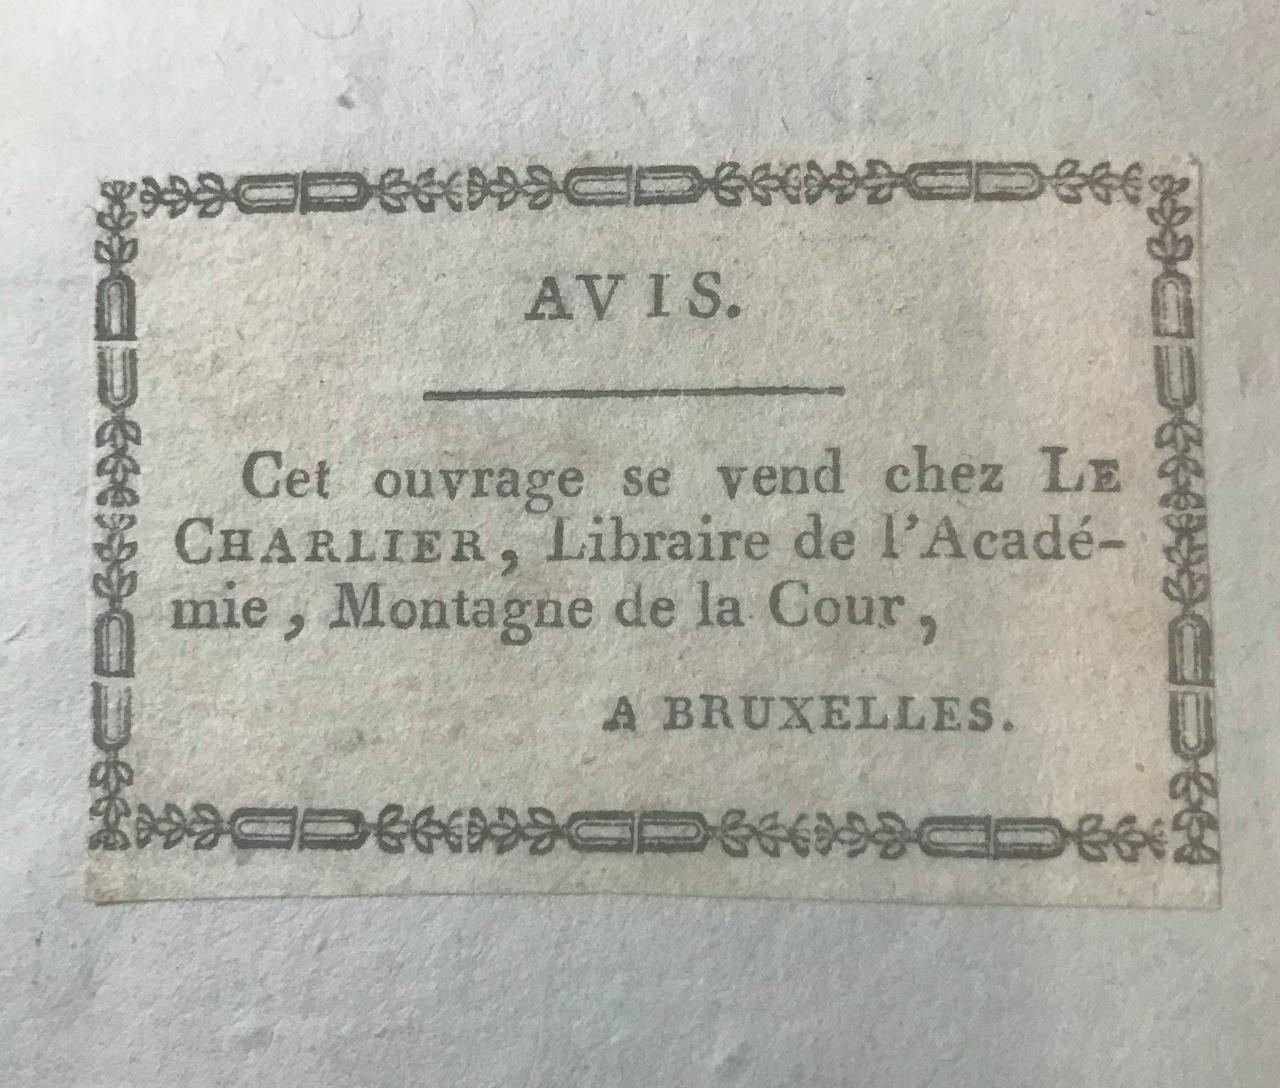 AVIS.
Cet ouvrage se vend chez LE
CHARLIER, Libraire de l'Acadé-
mie, Montagne de la Cour,
A BRUXELLES.